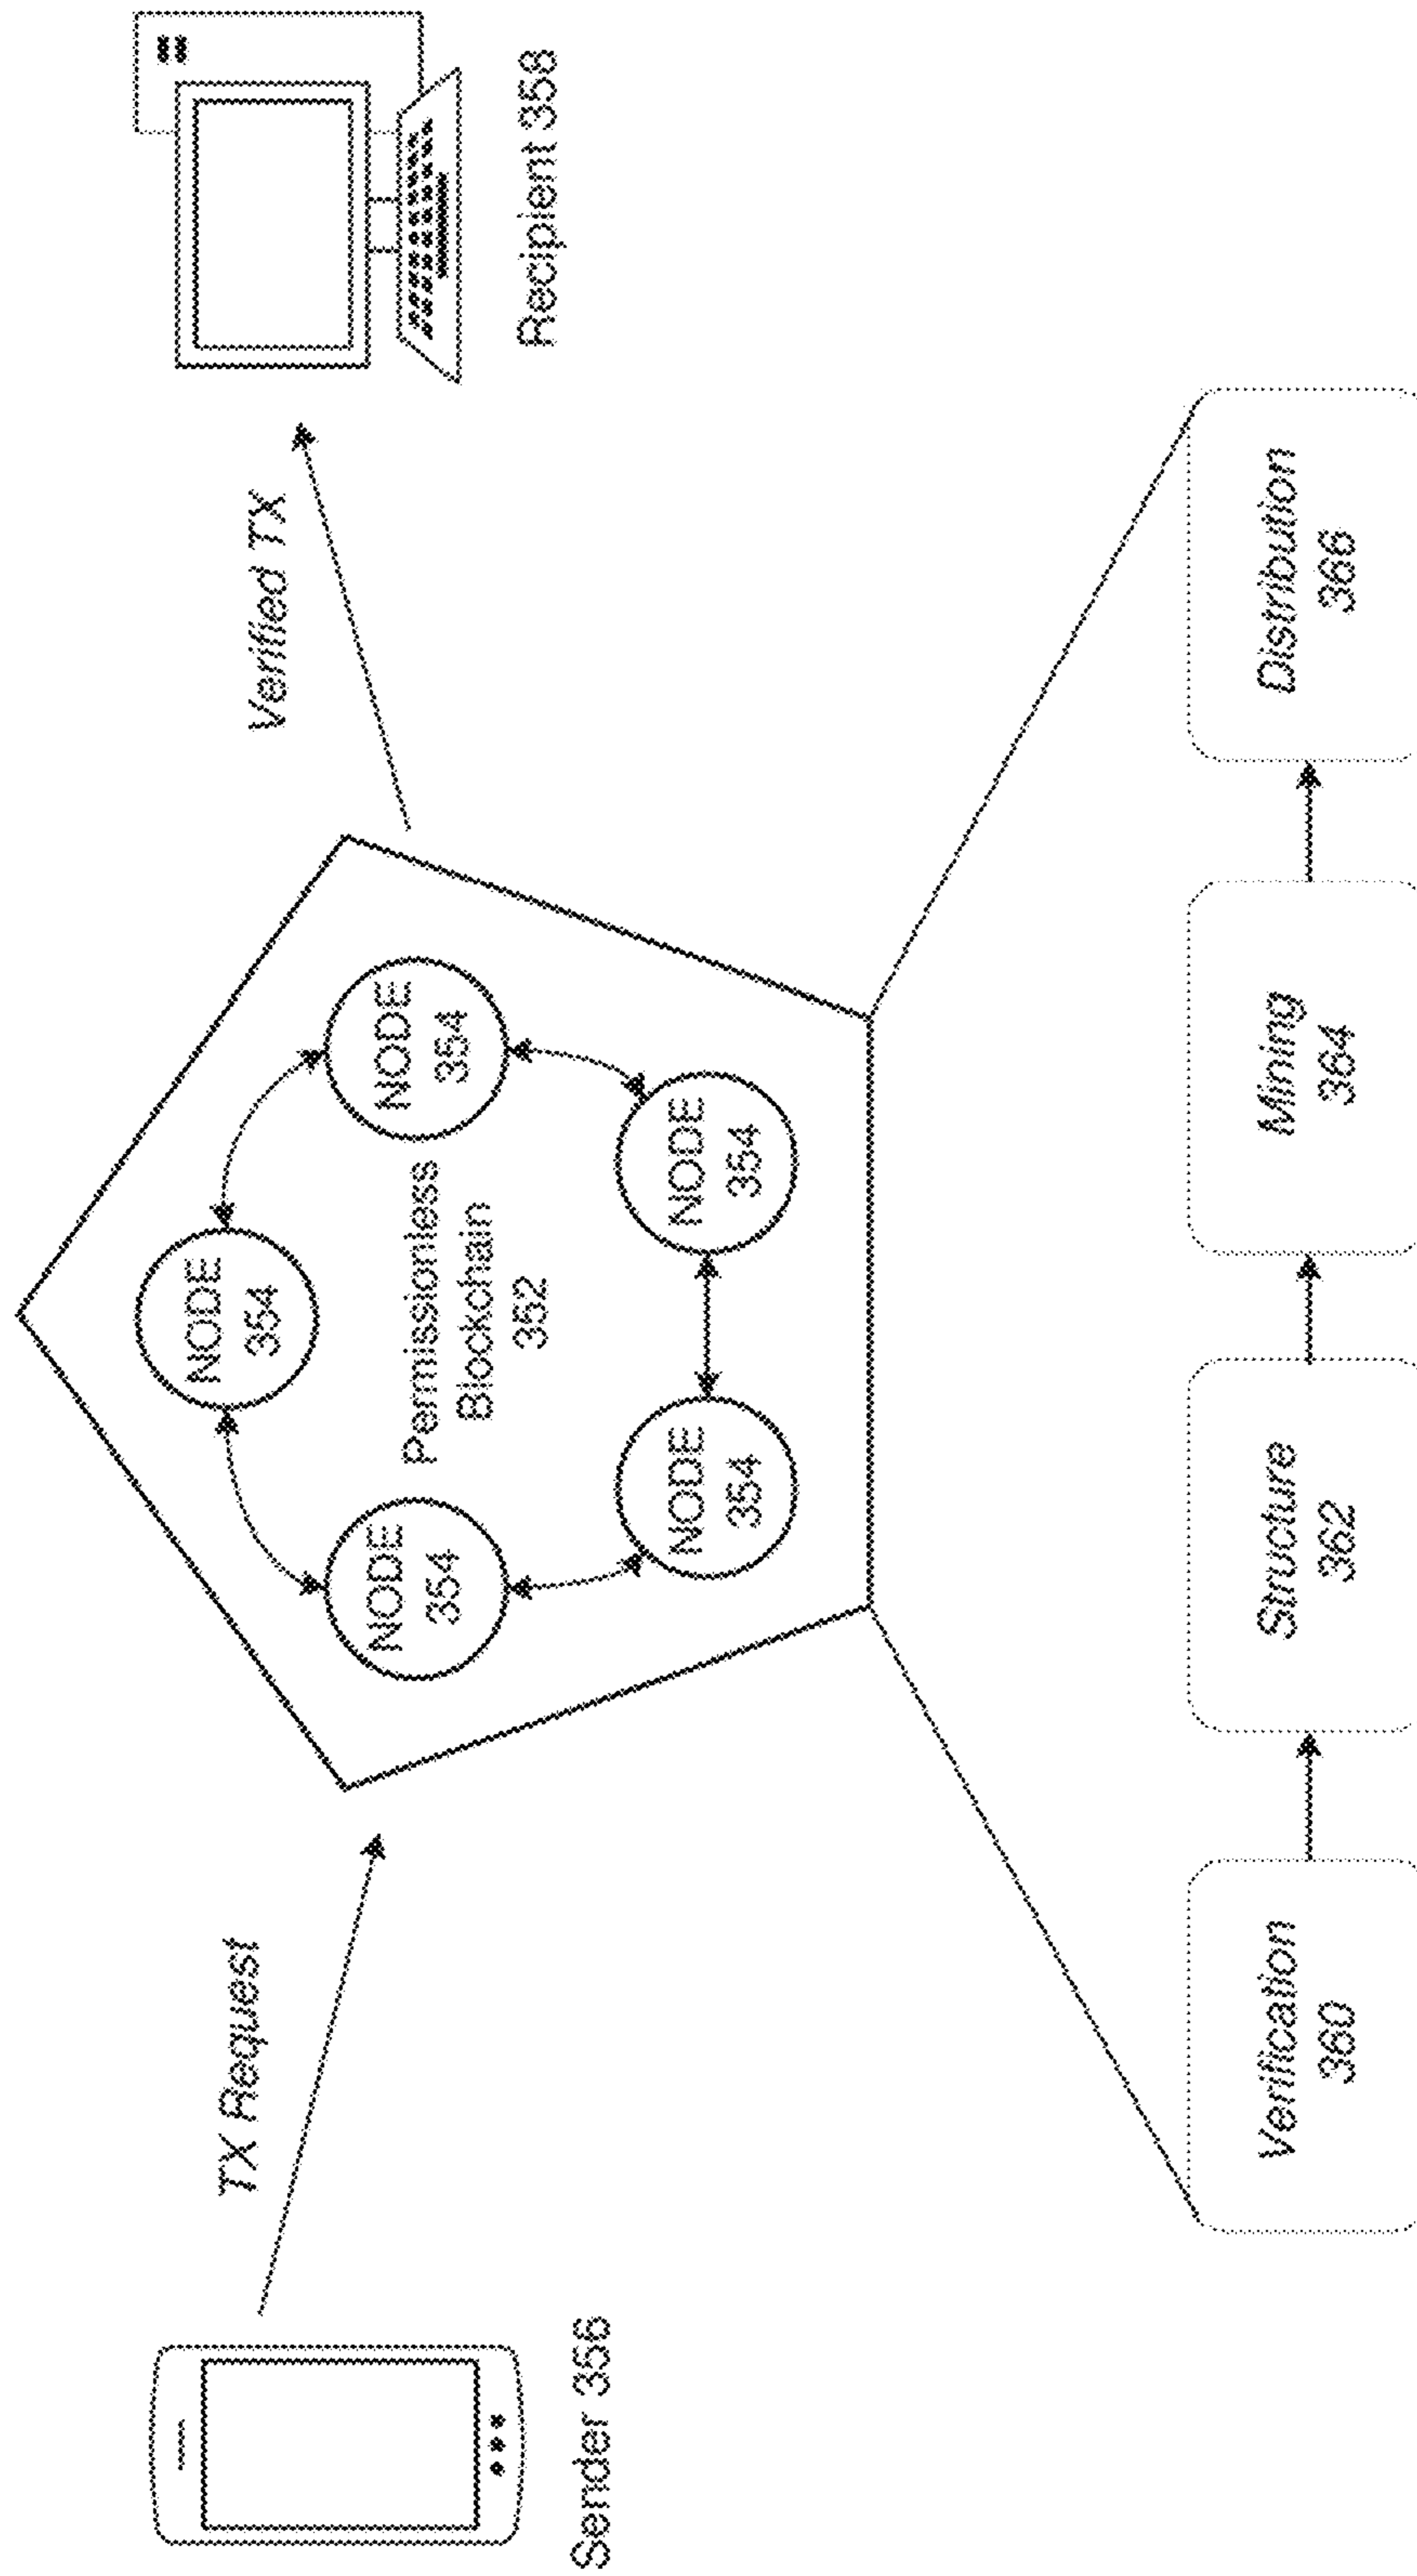 TX Request
Verified TX
Sender 356
Recipient 358
NODE
354
NODE
354
NODE
354
Permissionless
Blockchain
352
NODE
354
NODE
354
Verification
360
Structure
362
Mining
364
Distribution
366